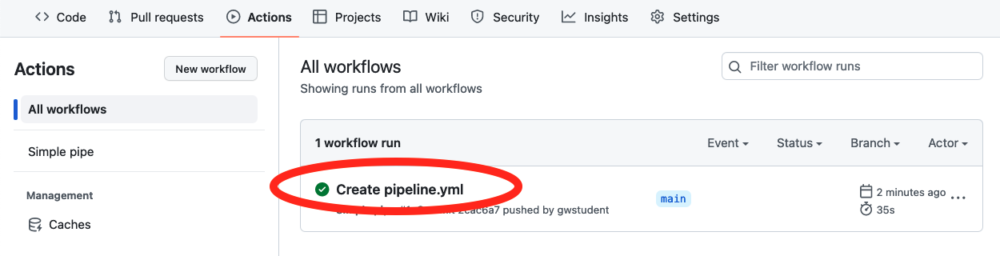 Code Pull requests Actions Projects Wiki Security Insights Settings
Actions
New workflow
All workflows
Simple pipe
Management
Caches
All workflows
Showing runs from all workflows
Filter workflow runs
1 workflow run
Event Status Branch Actor
Create pipeline.yml
2cac6a7 pushed by gwstudent
main
2 minutes ago
35s